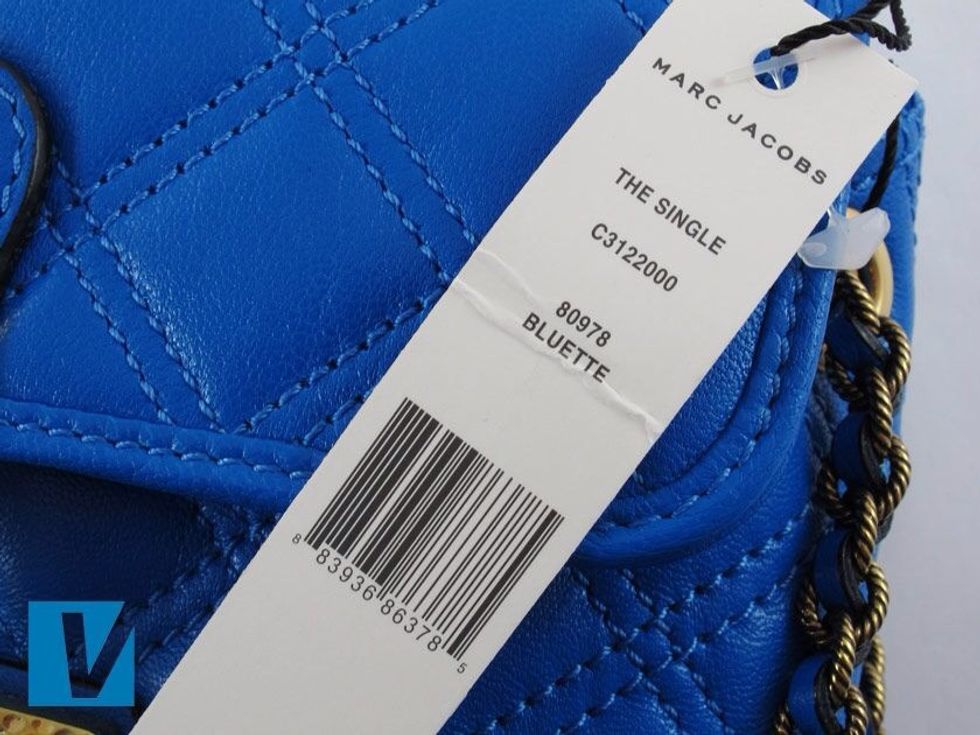 MARC JACOBS
THE SINGLE
C3122000
80978
BLUETTE
8 83936 86378 5
V